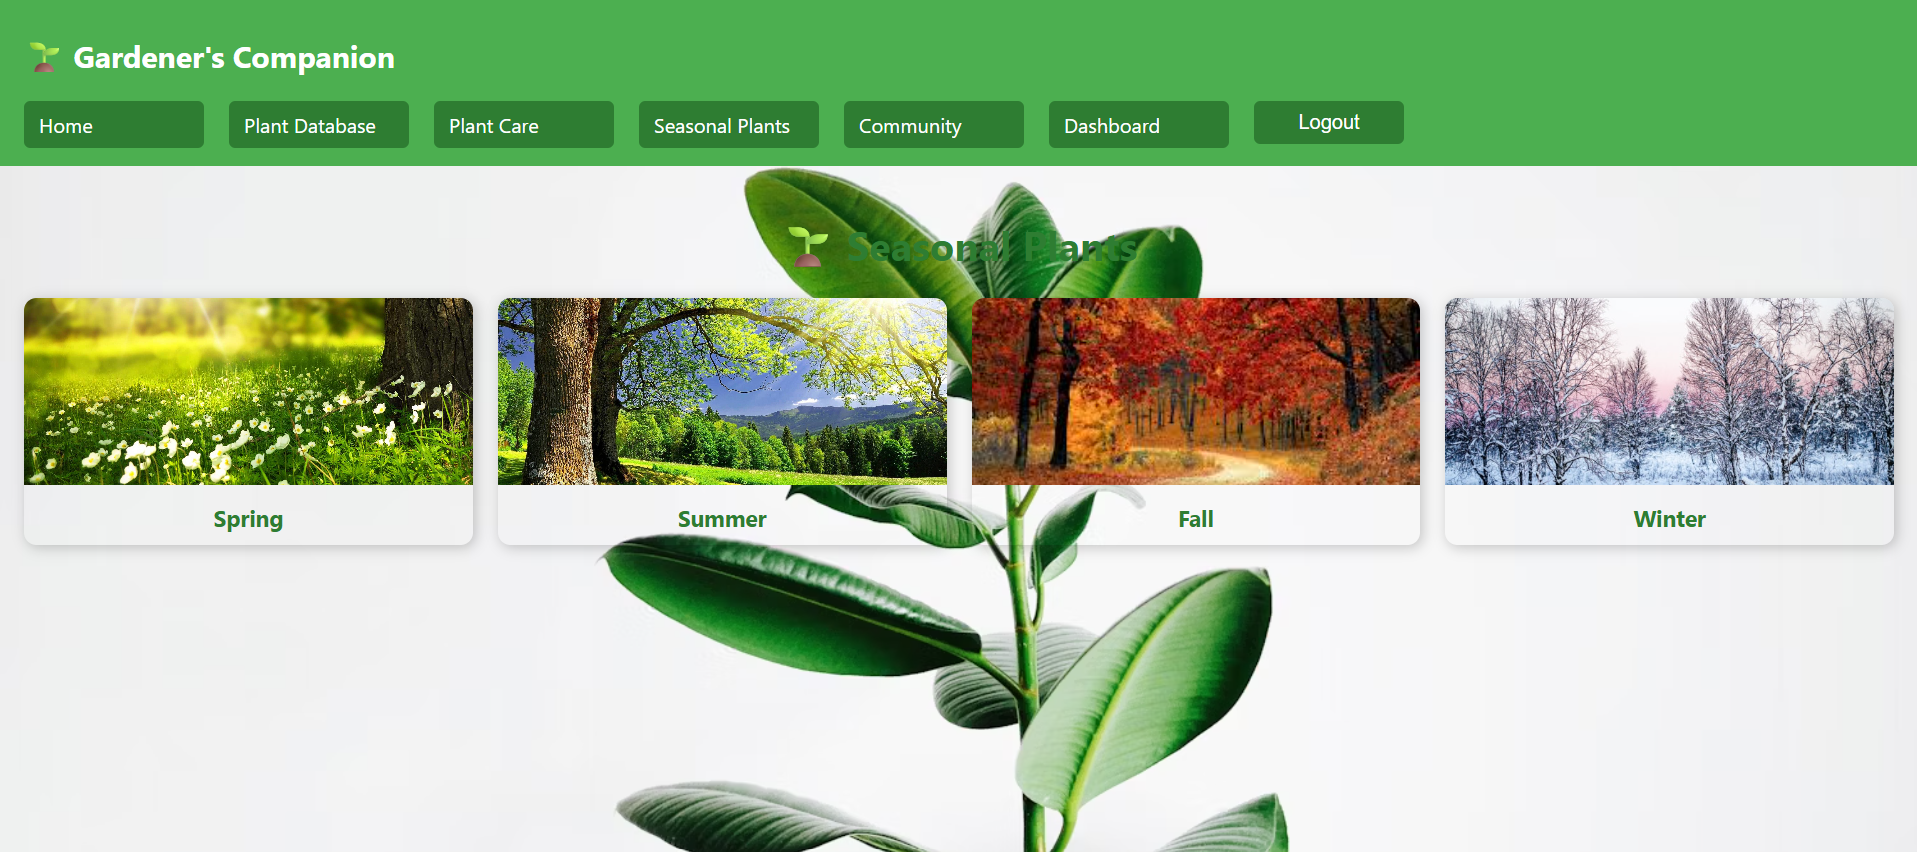 Gardener's Companion
Home Plant Database Plant Care Seasonal Plants Community Dashboard Logout
Seasonal Plants
Spring Summer Fall Winter